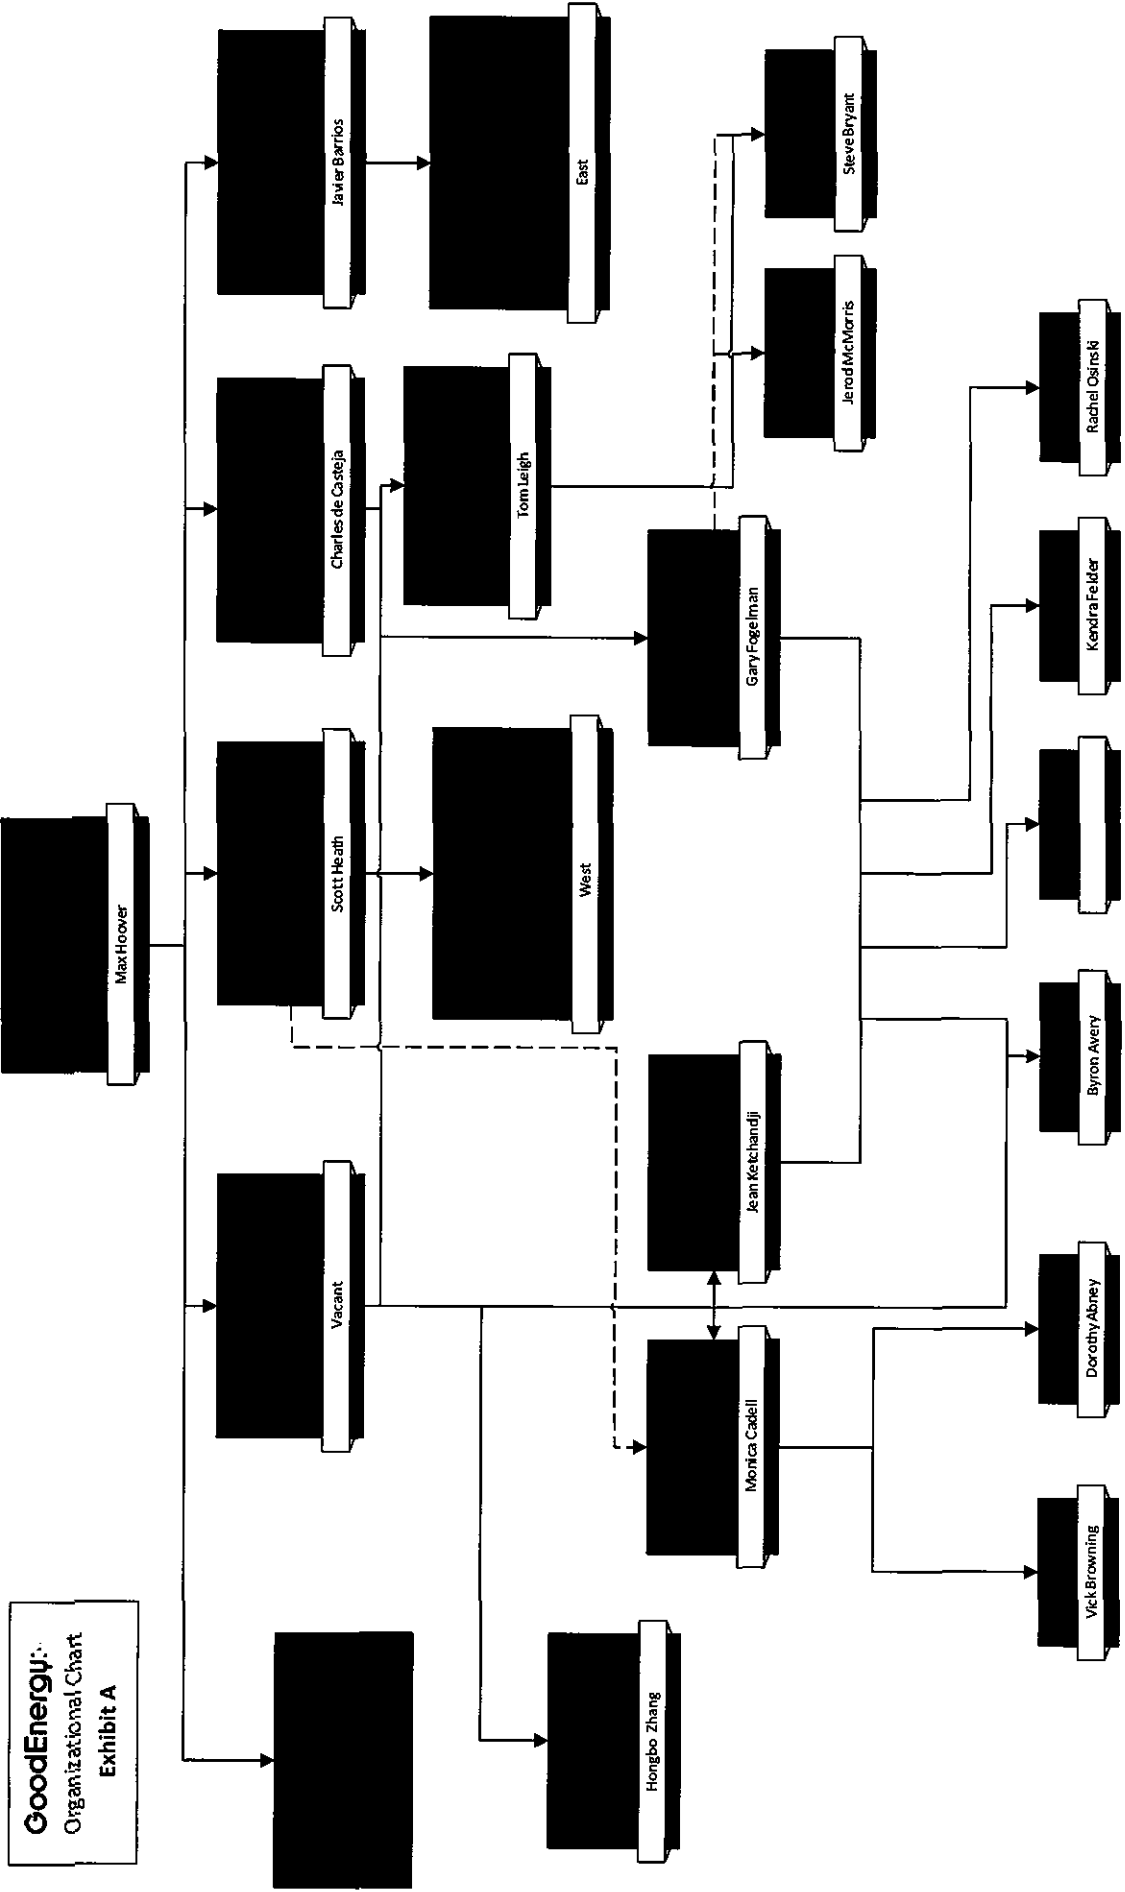 GoodEnergy
Organizational Chart
Exhibit A
Max Hoover
Vacant
Scott Heath
Charles de Casteja
Javier Barrios
Hongbo Zhang
West
Tom Leigh
East
Monica Cadell
Jean Ketchandji
Gary Fogelman
Jerod McMorris
Steve Bryant
Vick Browning
Dorothy Abney
Byron Avery
Kendra Felder
Rachel Osinski